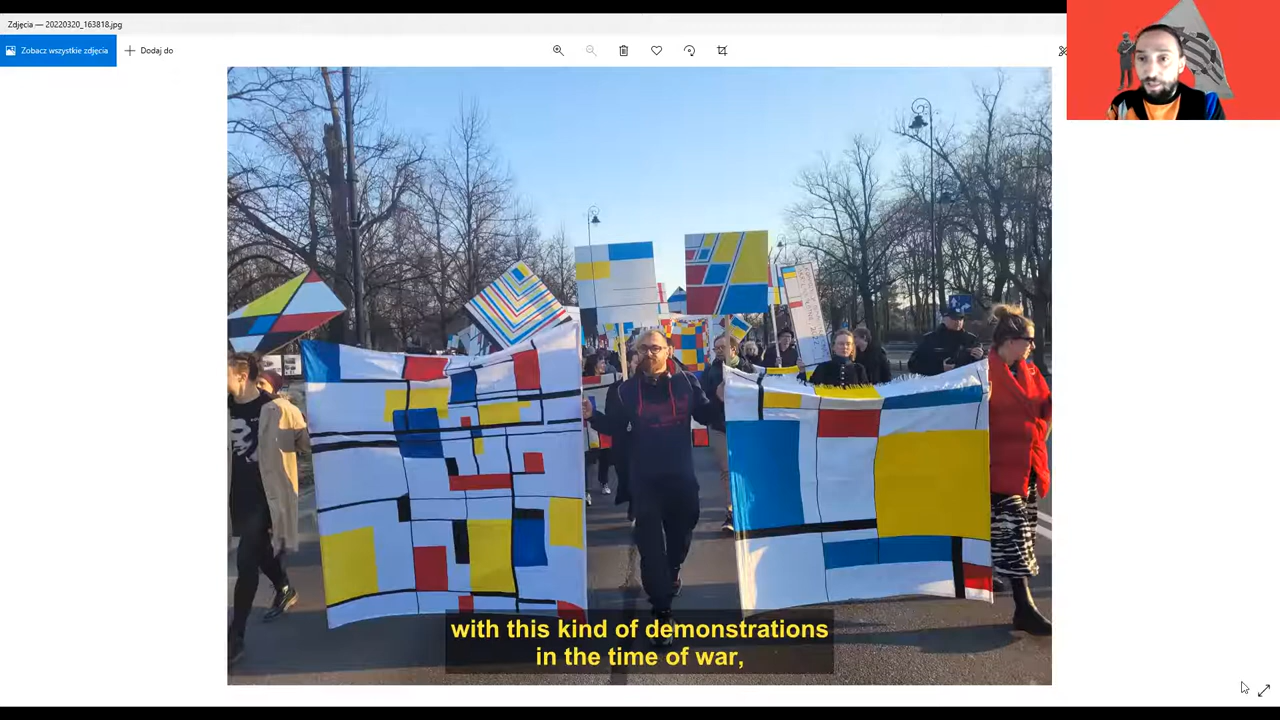 Zdjęcia — 20220320_163818.jpg
Zobacz wszystkie zdjęcia
Dodaj do
with this kind of demonstrations
in the time of war,